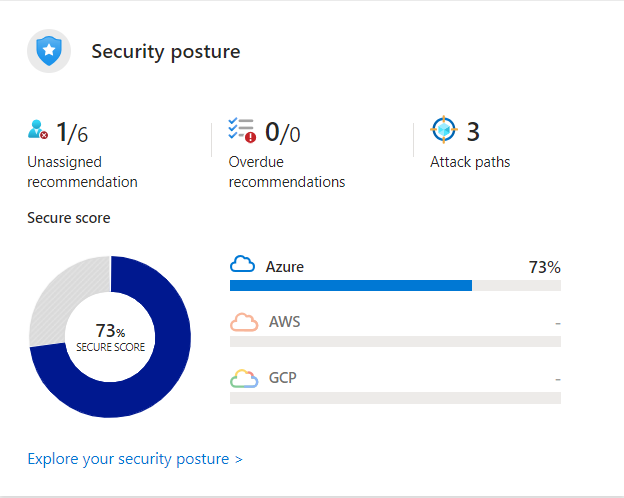 Security posture
1/6
Unassigned
recommendation
0/0
Overdue
recommendations
3
Attack paths
Secure score
73%
SECURE SCORE
Azure 73%
AWS -
GCP -
Explore your security posture >